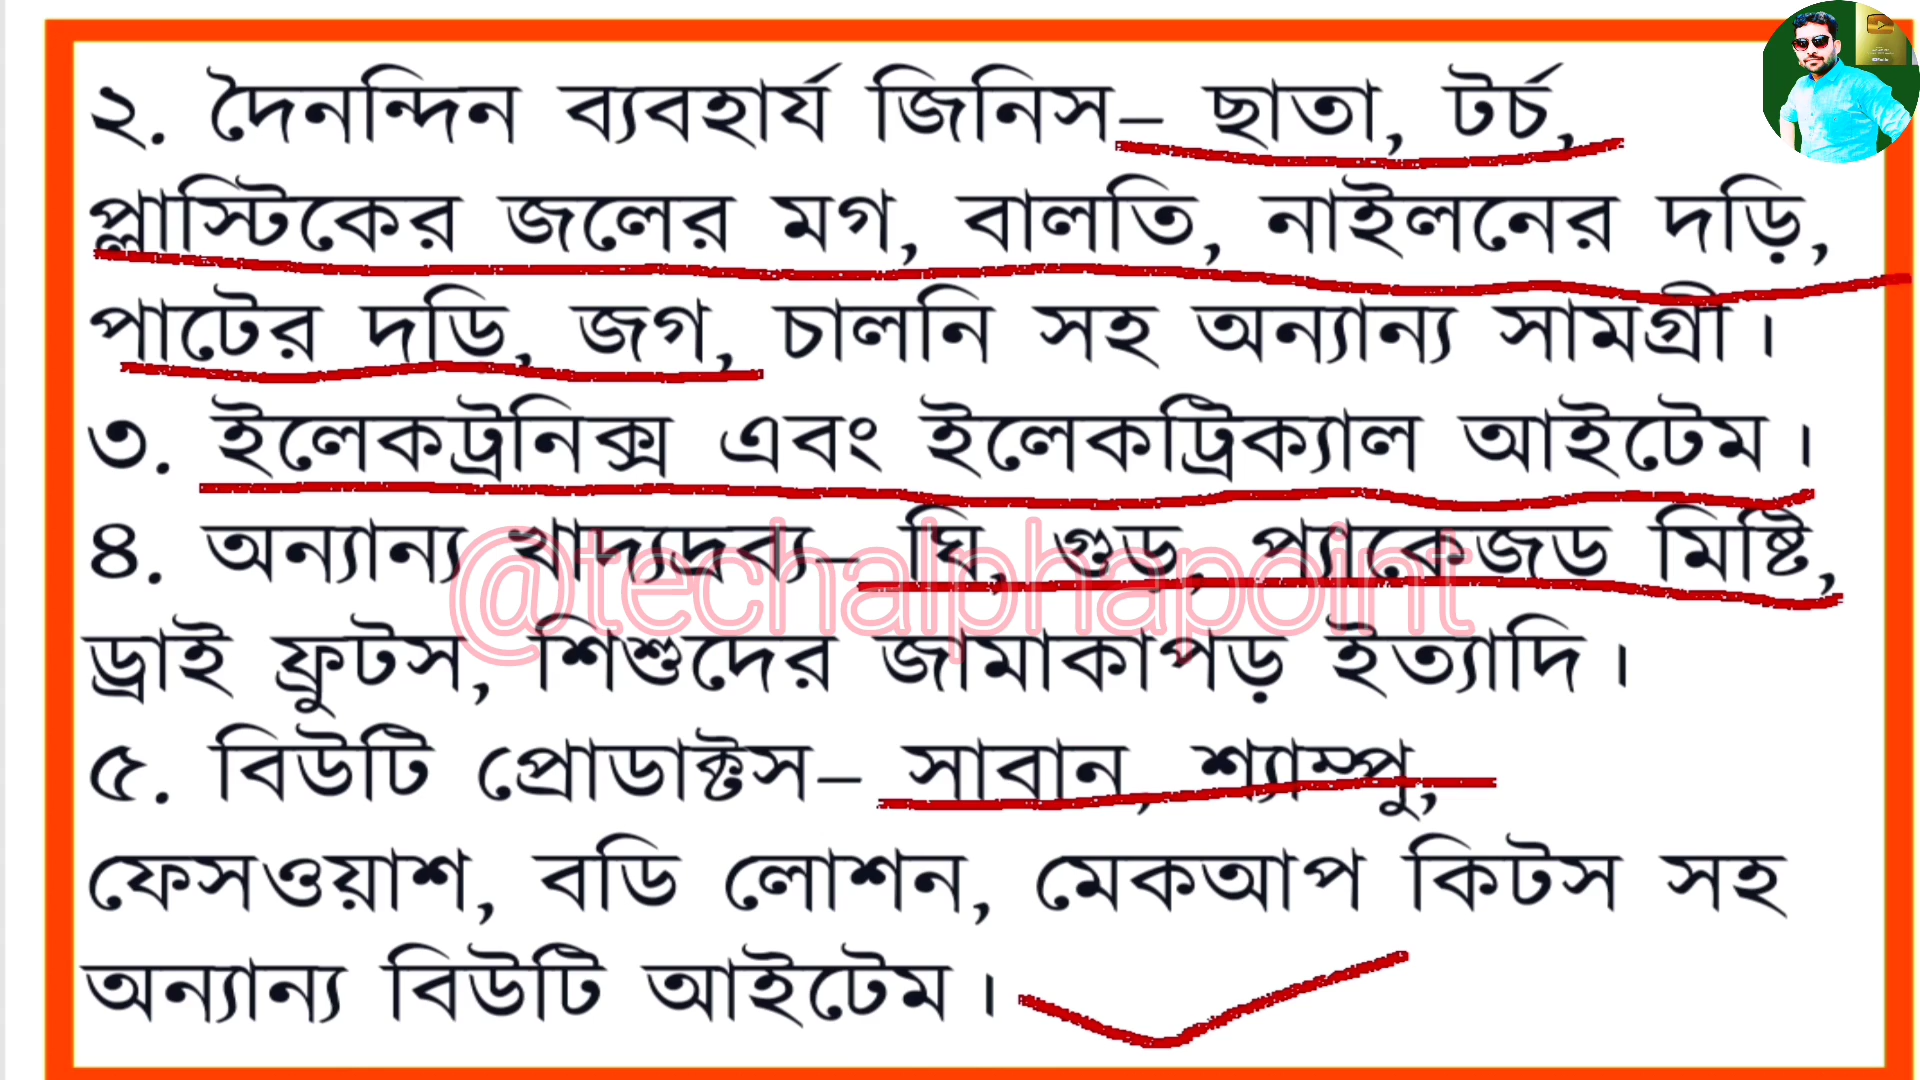 ২. দৈনন্দিন ব্যবহার্য জিনিস– ছাতা, টর্চ,
প্লাস্টিকের জলের মগ, বালতি, নাইলনের দড়ি,
পাটের দডি, জগ, চালনি সহ অন্যান্য সামগ্রী।
৩. ইলেকট্রনিক্স এবং ইলেকট্রিক্যাল আইটেম।
৪. অন্যান্য খাদ্যদ্রব্য– ঘি, গুড, প্যাকেজড মিষ্টি,
@techalphapoint
ড্রাই ফ্রুটস, শিশুদের জামাকাপড় ইত্যাদি।
৫. বিউটি প্রোডাক্টস– সাবান, শ্যাম্পু,
ফেসওয়াশ, বডি লোশন, মেকআপ কিটস সহ
অন্যান্য বিউটি আইটেম।